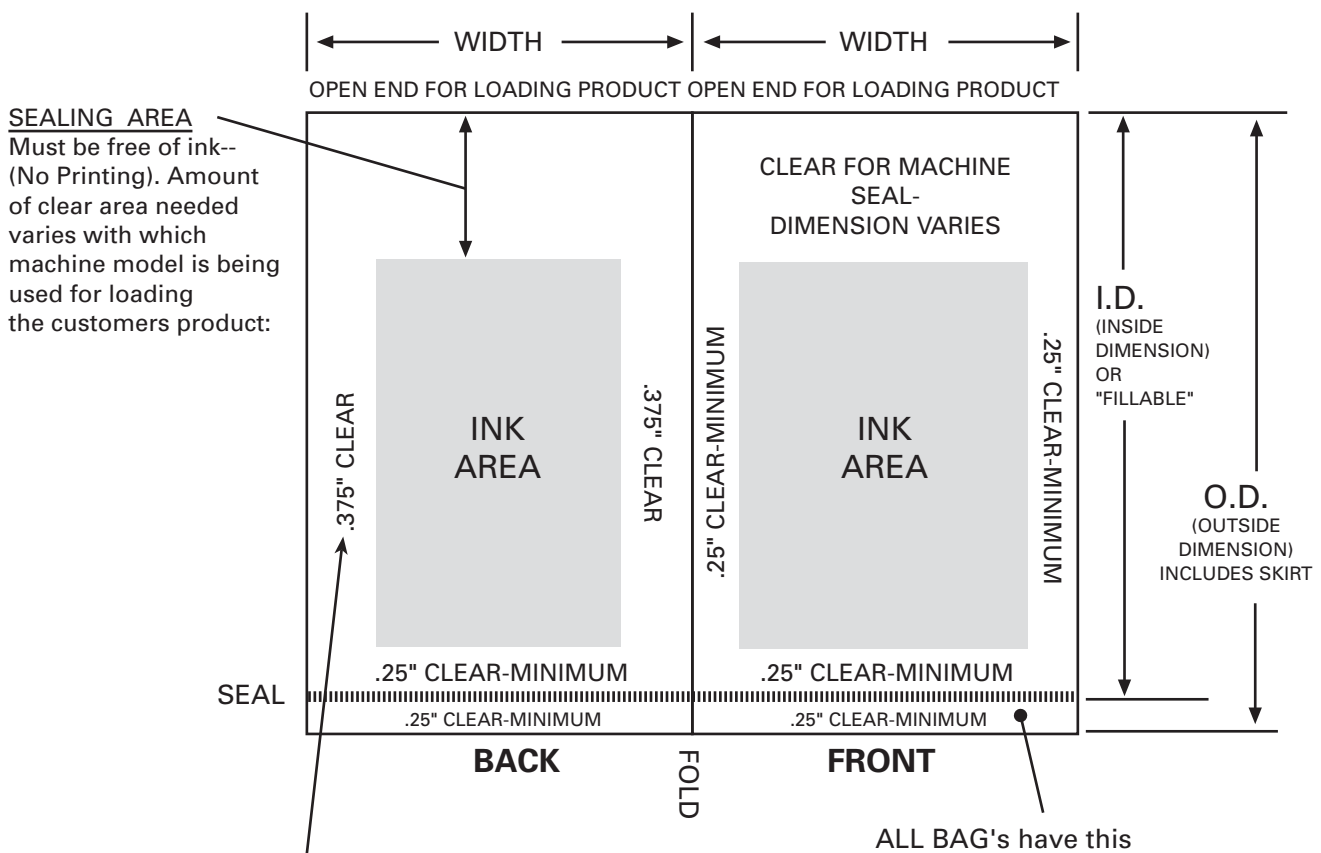 WIDTH
WIDTH
OPEN END FOR LOADING PRODUCT
OPEN END FOR LOADING PRODUCT
SEALING AREA
Must be free of ink--
(No Printing). Amount
of clear area needed
varies with which
machine model is being
used for loading
the customers product:
CLEAR FOR MACHINE
SEAL-
DIMENSION VARIES
.375" CLEAR
INK
AREA
.375" CLEAR
.25" CLEAR-MINIMUM
INK
AREA
.25" CLEAR-MINIMUM
I.D.
(INSIDE
DIMENSION)
OR
"FILLABLE"
O.D.
(OUTSIDE
DIMENSION)
INCLUDES SKIRT
.25" CLEAR-MINIMUM
.25" CLEAR-MINIMUM
SEAL
.25" CLEAR-MINIMUM
.25" CLEAR-MINIMUM
BACK
FOLD
FRONT
ALL BAG's have this